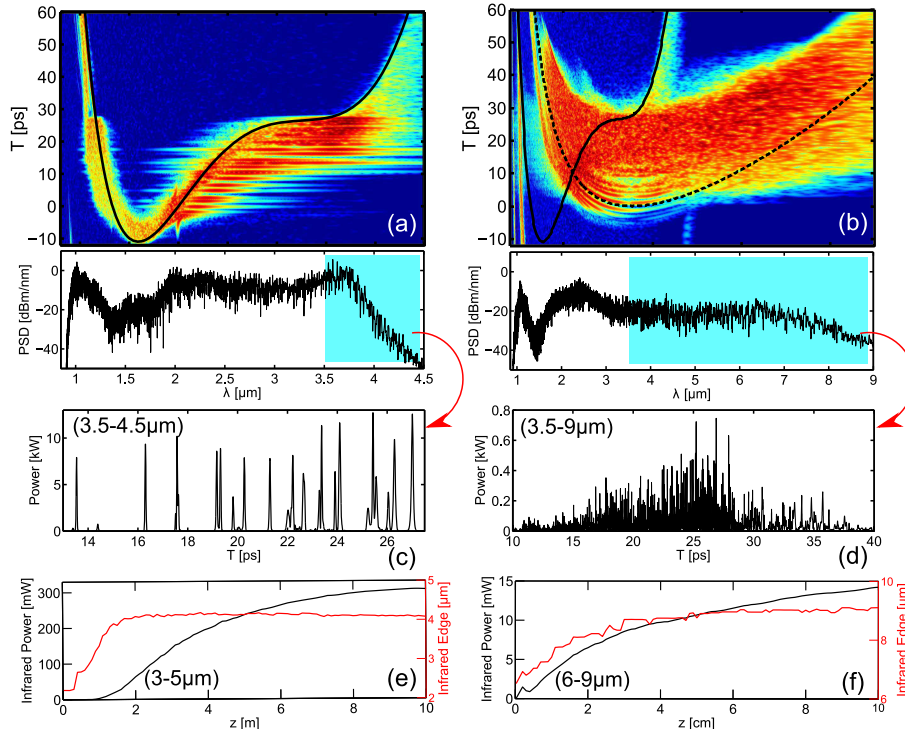 60
50
40
30
20
10
0
−10
T [ps]
(a)
60
50
40
30
20
10
0
−10
T [ps]
(b)
0
−20
−40
PSD [dBm/nm]
1 1.5 2 2.5 3 3.5 4 4.5
λ [µm]
0
−20
−40
PSD [dBm/nm]
1 2 3 4 5 6 7 8 9
λ [µm]
(3.5-4.5µm)
10
5
0
Power [kW]
14 16 18 20 22 24 26
T [ps]
(c)
(3.5-9µm)
0.8
0.6
0.4
0.2
0
Power [kW]
10 15 20 25 30 35 40
T [ps]
(d)
300
200
100
0
Infrared Power [mW]
5
4
3
2
Infrared Edge [µm]
(3-5µm)
(e)
0 2 4 6 8 10
z [m]
15
10
5
0
Infrared Power [mW]
10
8
6
Infrared Edge [µm]
(6-9µm)
(f)
0 2 4 6 8 10
z [cm]